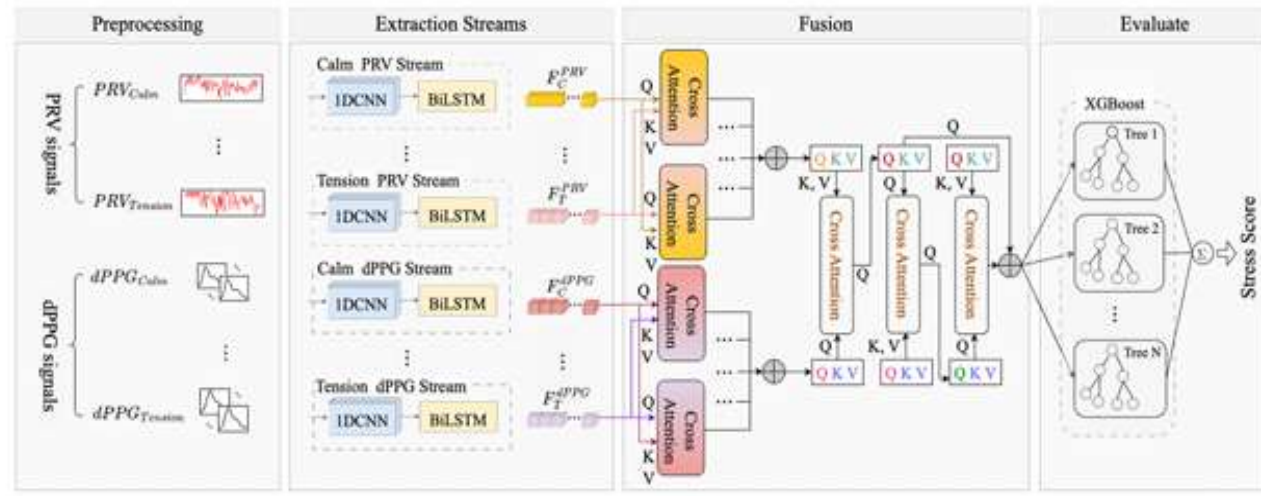 Preprocessing
Extraction Streams
Fusion
Evaluate
PRV signals
PRV_Calm
⋮
PRV_Tension
dPPG signals
dPPG_Calm
⋮
dPPG_Tension
Calm PRV Stream
1DCNN
BiLSTM
F_C^PRV
...
⋮
Tension PRV Stream
1DCNN
BiLSTM
F_T^PRV
...
Calm dPPG Stream
1DCNN
BiLSTM
F_C^dPPG
...
⋮
Tension dPPG Stream
1DCNN
BiLSTM
F_T^dPPG
...
Q
K
V
Cross Attention
Q
K
V
Cross Attention
Q
K
V
Cross Attention
Q
K
V
Cross Attention
...
...
...
...
...
...
Q K V
Q K V
Q K V
Q
K, V
Q
K, V
Cross Attention
Cross Attention
Cross Attention
Q
Q
Q
K, V
Q
Q K V
Q K V
Q K V
XGBoost
Tree 1
Tree 2
⋮
Tree N
Σ
Stress Score